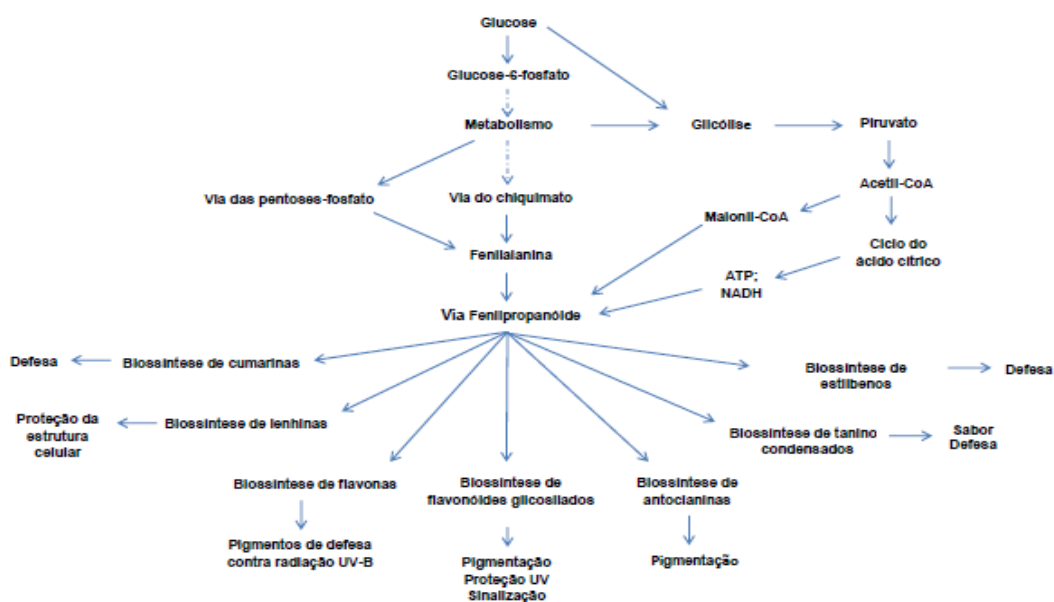 Glucose
Glucose-6-fosfato
Metabolismo
Glicólise
Piruvato
Acetil-CoA
Via das pentoses-fosfato
Via do chiquimato
Malonil-CoA
Ciclo do
ácido cítrico
Fenilalanina
ATP;
NADH
Via Fenilpropanóide
Defesa
Biossíntese de cumarinas
Biossíntese de
estilbenos
Defesa
Proteção da
estrutura
celular
Biossíntese de lenhinas
Biossíntese de tanino
condensados
Sabor
Defesa
Biossíntese de flavonas
Biossíntese de
flavonóides glicosilados
Biossíntese de
antocianinas
Pigmentos de defesa
contra radiação UV-B
Pigmentação
Proteção UV
Sinalização
Pigmentação